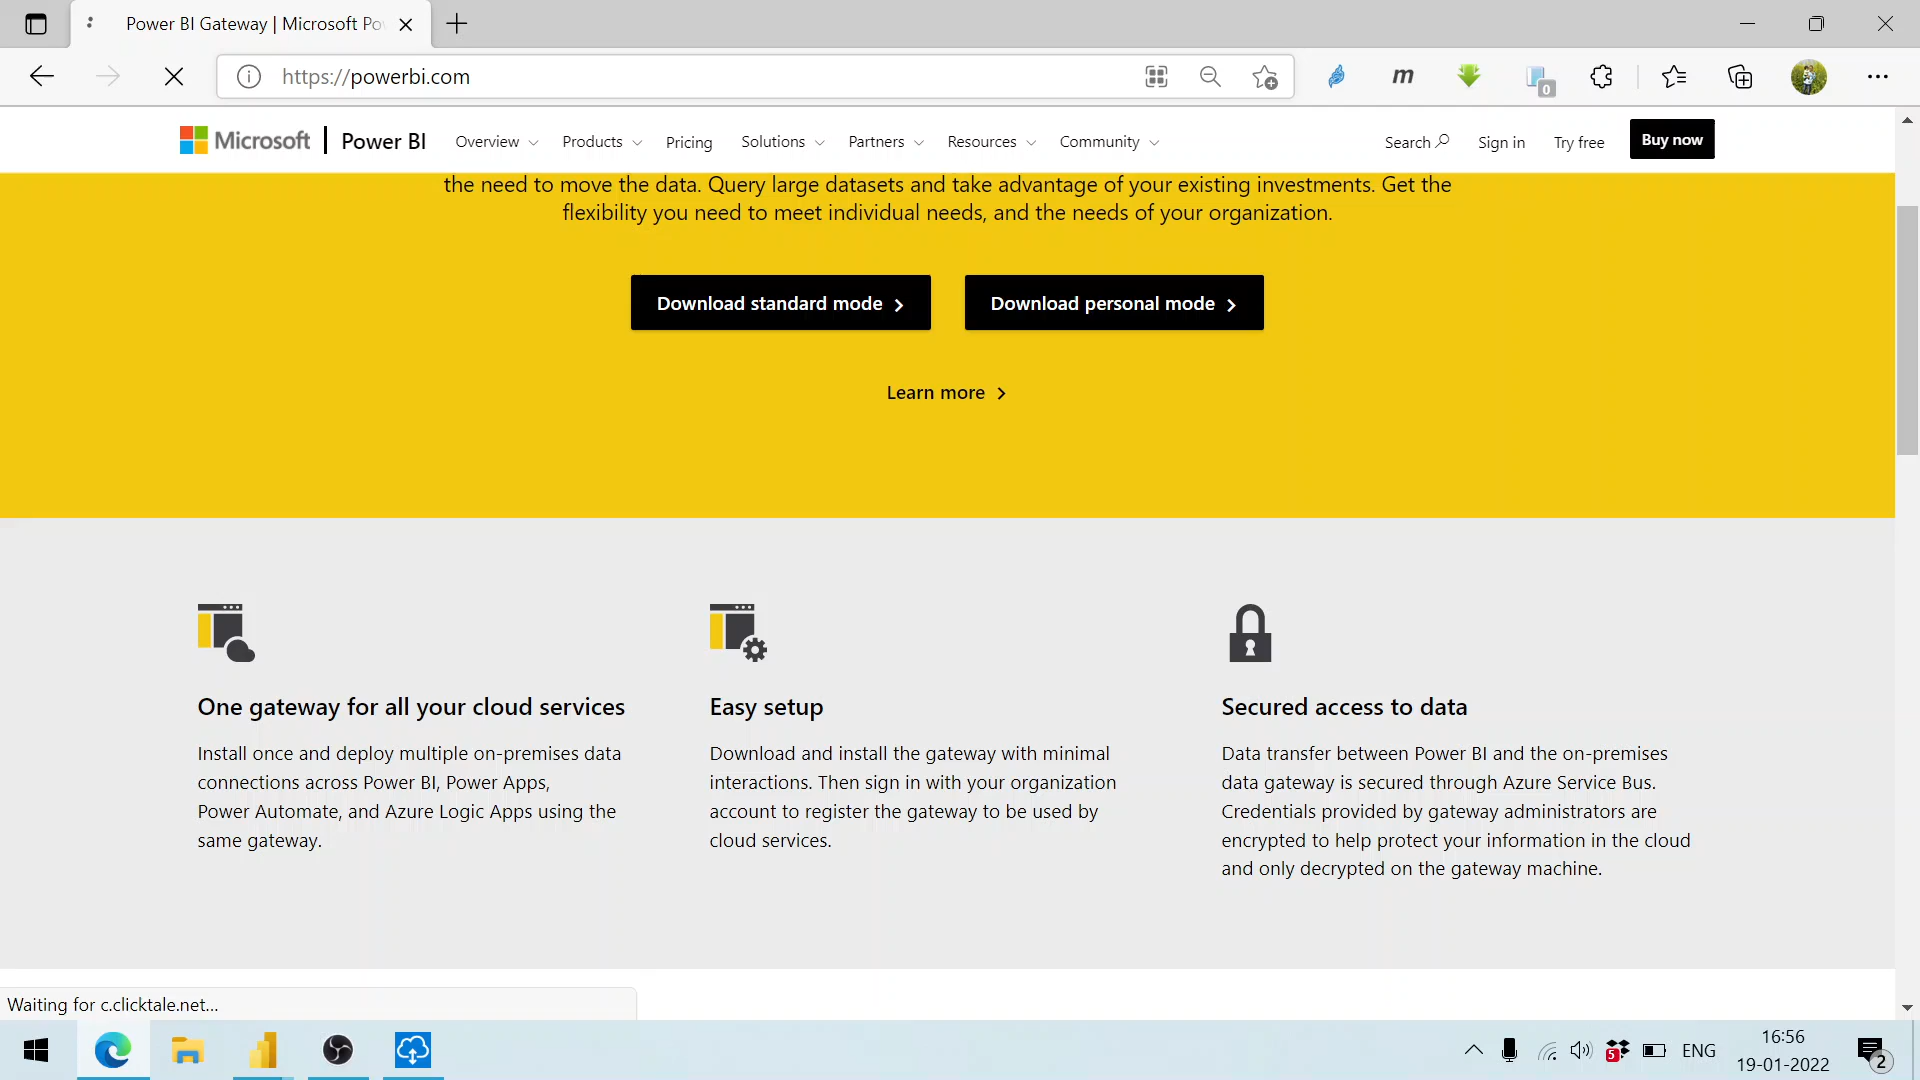 Power BI Gateway | Microsoft Po
https://powerbi.com
m
0
Microsoft
Power BI
Overview
Products
Pricing
Solutions
Partners
Resources
Community
Search
Sign in
Try free
Buy now
the need to move the data. Query large datasets and take advantage of your existing investments. Get the
flexibility you need to meet individual needs, and the needs of your organization.
Download standard mode
Download personal mode
Learn more
One gateway for all your cloud services
Install once and deploy multiple on-premises data
connections across Power BI, Power Apps,
Power Automate, and Azure Logic Apps using the
same gateway.
Easy setup
Download and install the gateway with minimal
interactions. Then sign in with your organization
account to register the gateway to be used by
cloud services.
Secured access to data
Data transfer between Power BI and the on-premises
data gateway is secured through Azure Service Bus.
Credentials provided by gateway administrators are
encrypted to help protect your information in the cloud
and only decrypted on the gateway machine.
Waiting for c.clicktale.net...
5
ENG
16:56
19-01-2022
2